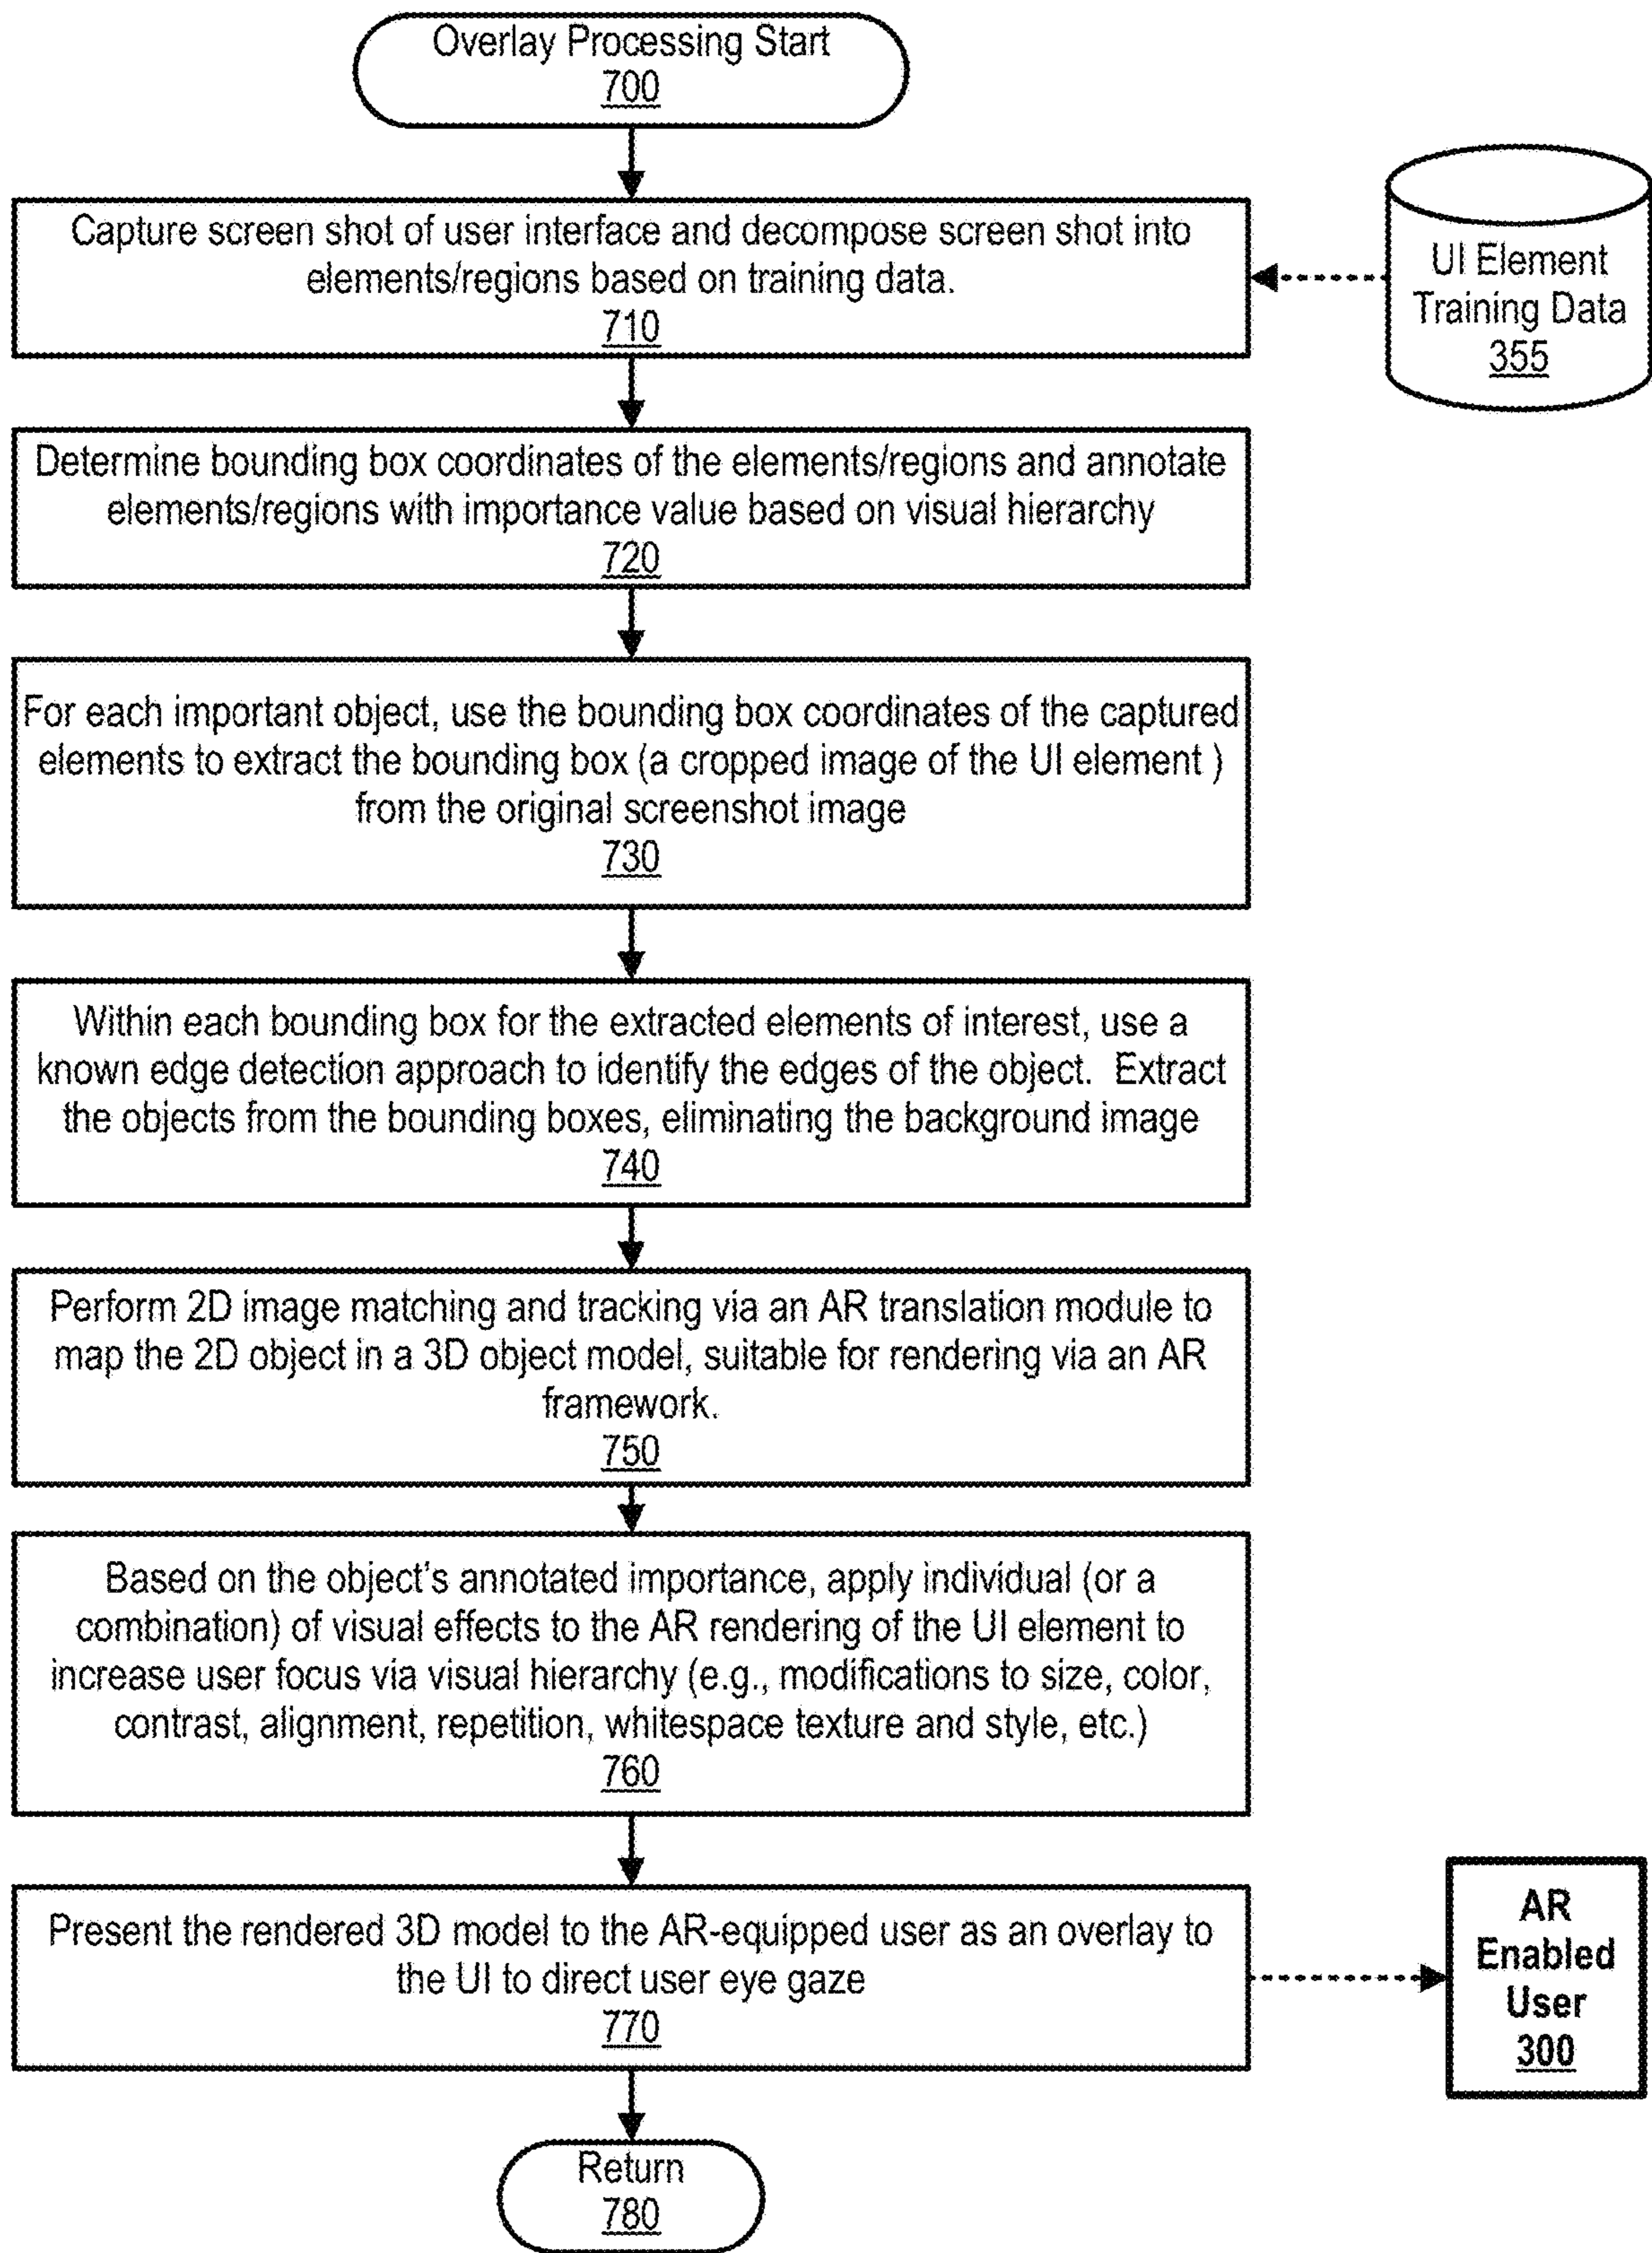 Overlay Processing Start
700
Capture screen shot of user interface and decompose screen shot into
elements/regions based on training data.
710
UI Element
Training Data
355
Determine bounding box coordinates of the elements/regions and annotate
elements/regions with importance value based on visual hierarchy
720
For each important object, use the bounding box coordinates of the captured
elements to extract the bounding box (a cropped image of the UI element )
from the original screenshot image
730
Within each bounding box for the extracted elements of interest, use a
known edge detection approach to identify the edges of the object.  Extract
the objects from the bounding boxes, eliminating the background image
740
Perform 2D image matching and tracking via an AR translation module to
map the 2D object in a 3D object model, suitable for rendering via an AR
framework.
750
Based on the object's annotated importance, apply individual (or a
combination) of visual effects to the AR rendering of the UI element to
increase user focus via visual hierarchy (e.g., modifications to size, color,
contrast, alignment, repetition, whitespace texture and style, etc.)
760
Present the rendered 3D model to the AR-equipped user as an overlay to
the UI to direct user eye gaze
770
AR
Enabled
User
300
Return
780